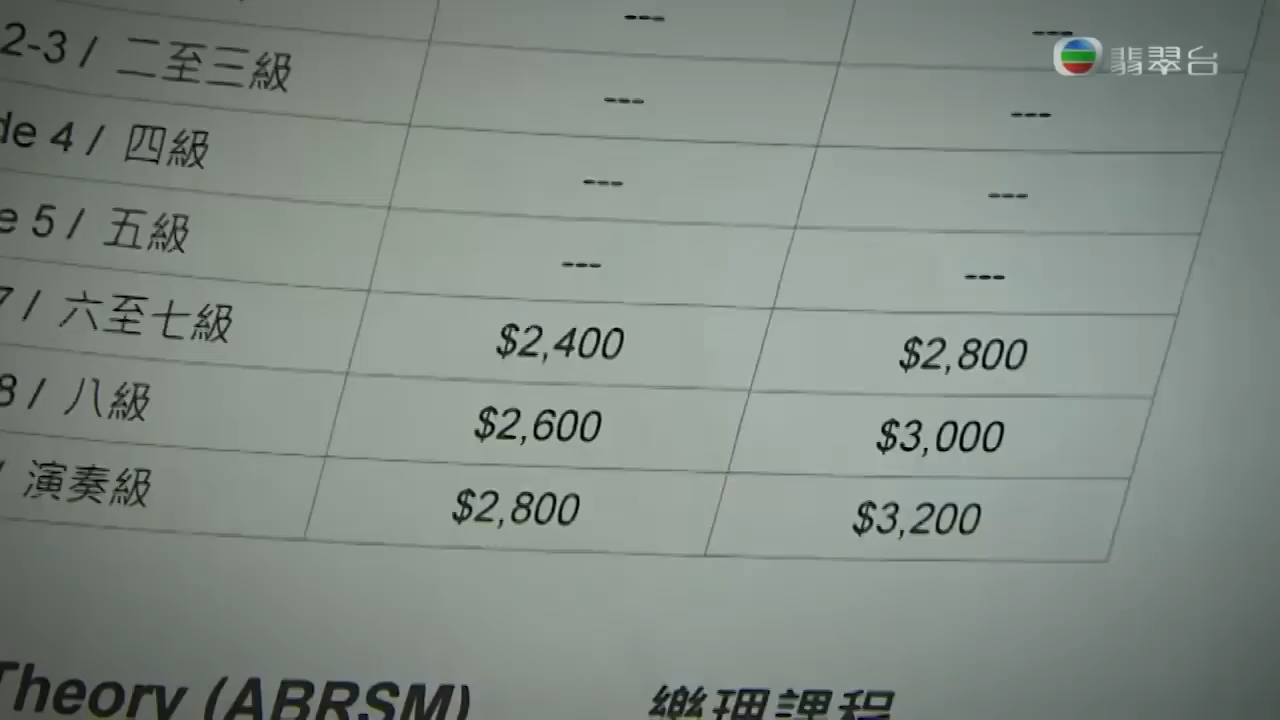 ---
---
翡翠台
2-3 / 二至三級 --- ---
de 4 / 四級 --- ---
e 5 / 五級 --- ---
7 / 六至七級 $2,400 $2,800
8 / 八級 $2,600 $3,000
/ 演奏級 $2,800 $3,200
Theory (ABRSM) 樂理課程